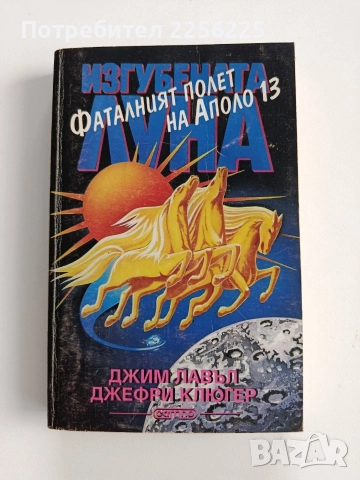 Потребител 2256225
ИЗГУБЕНАТА
ЛУНА
ФАТАЛНИЯТ ПОЛЕТ
НА АПОЛО 13
ДЖИМ ЛАВЪЛ
ДЖЕФРИ КЛЮГЕР
BAZAR